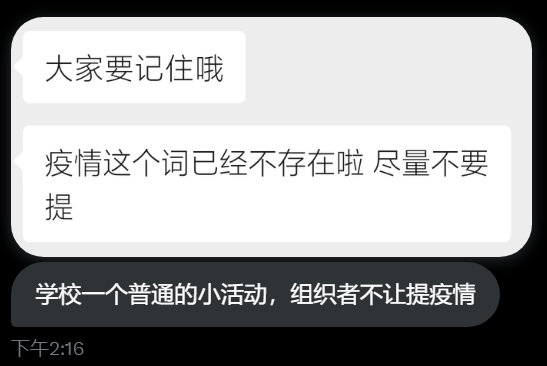 大家要记住哦
疫情这个词已经不存在啦 尽量不要
提
学校一个普通的小活动，组织者不让提疫情
下午2:16